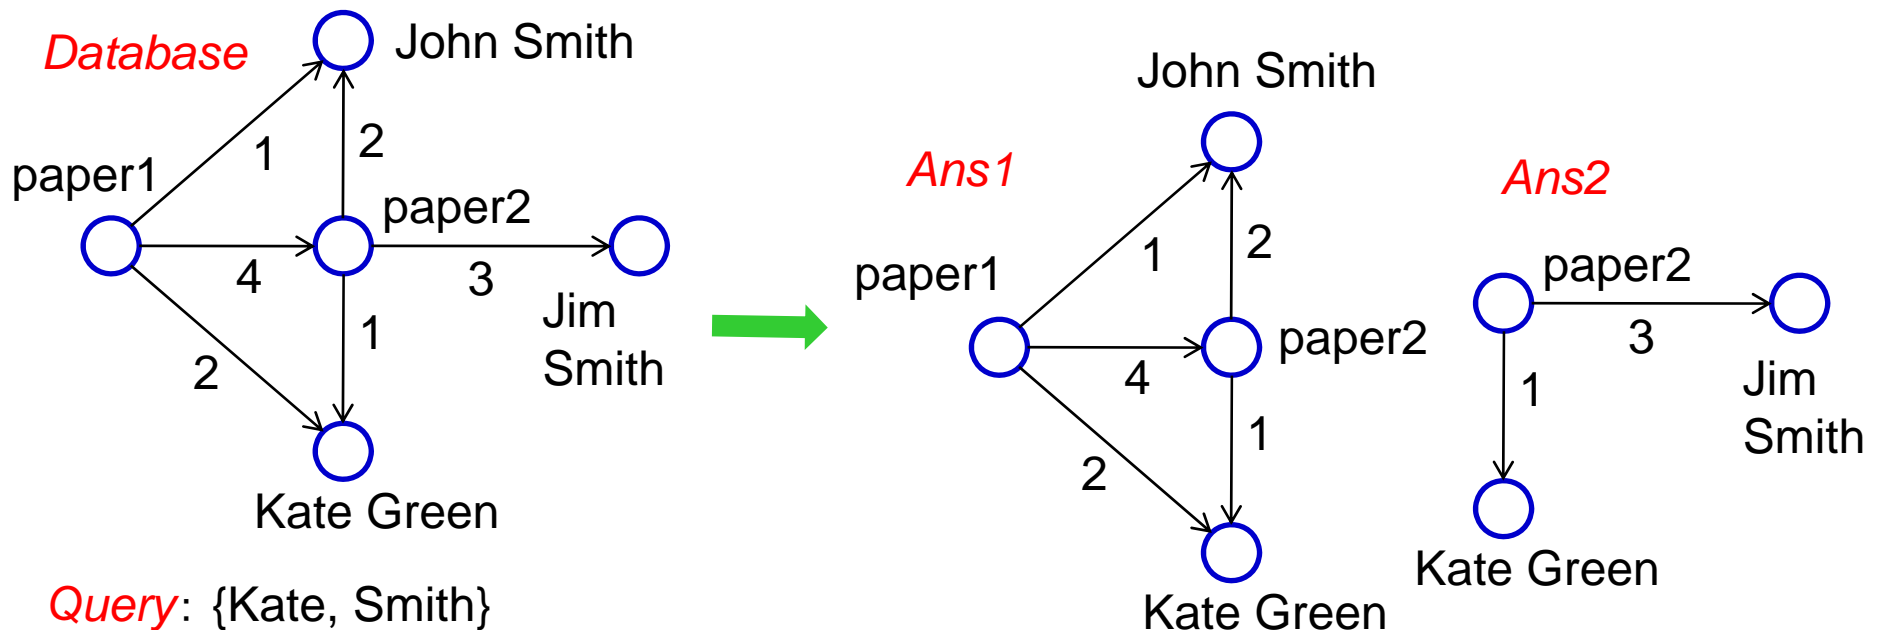 Database
John Smith
1
2
paper1
paper2
4
3
Jim
Smith
1
2
Kate Green
Query: {Kate, Smith}
John Smith
Ans1
1
2
paper1
paper2
4
1
2
Kate Green
Ans2
paper2
3
1
Jim
Smith
Kate Green